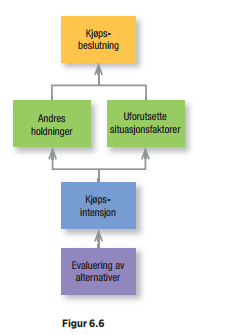 Kjøps-
beslutning
Andres
holdninger
Uforutsette
situasjonsfaktorer
Kjøps-
intensjon
Evaluering av
alternativer
Figur 6.6